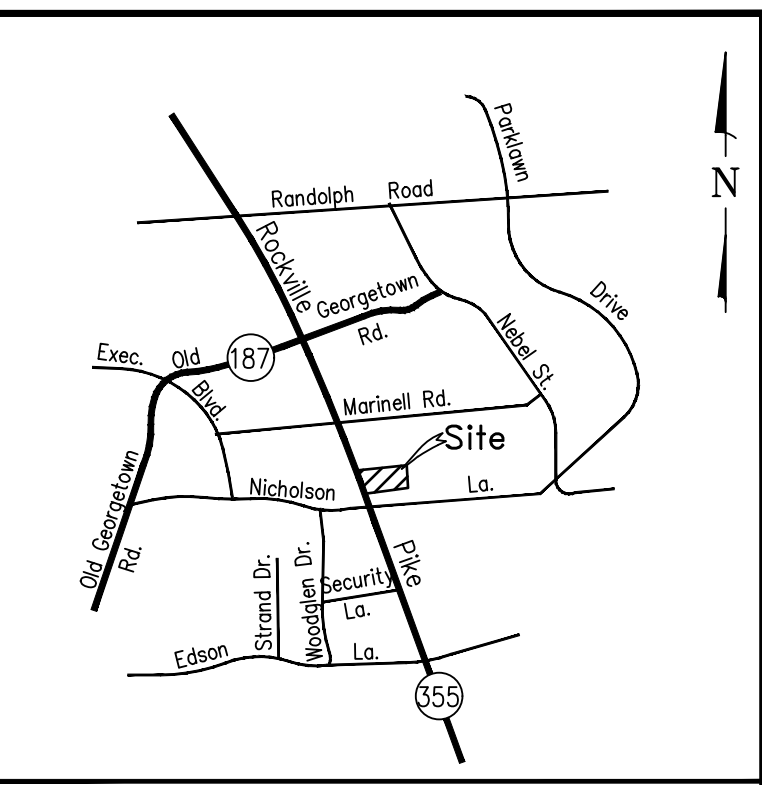 Parklawn
N
Randolph Road
Rockville
Georgetown
Drive
Rd.
Nebel St.
Exec.
Old
187
Blvd.
Marinell Rd.
Site
Nicholson
La.
Old Georgetown
Rd.
Pike
Strand Dr.
Woodglen Dr.
Security
La.
Edson
La.
355